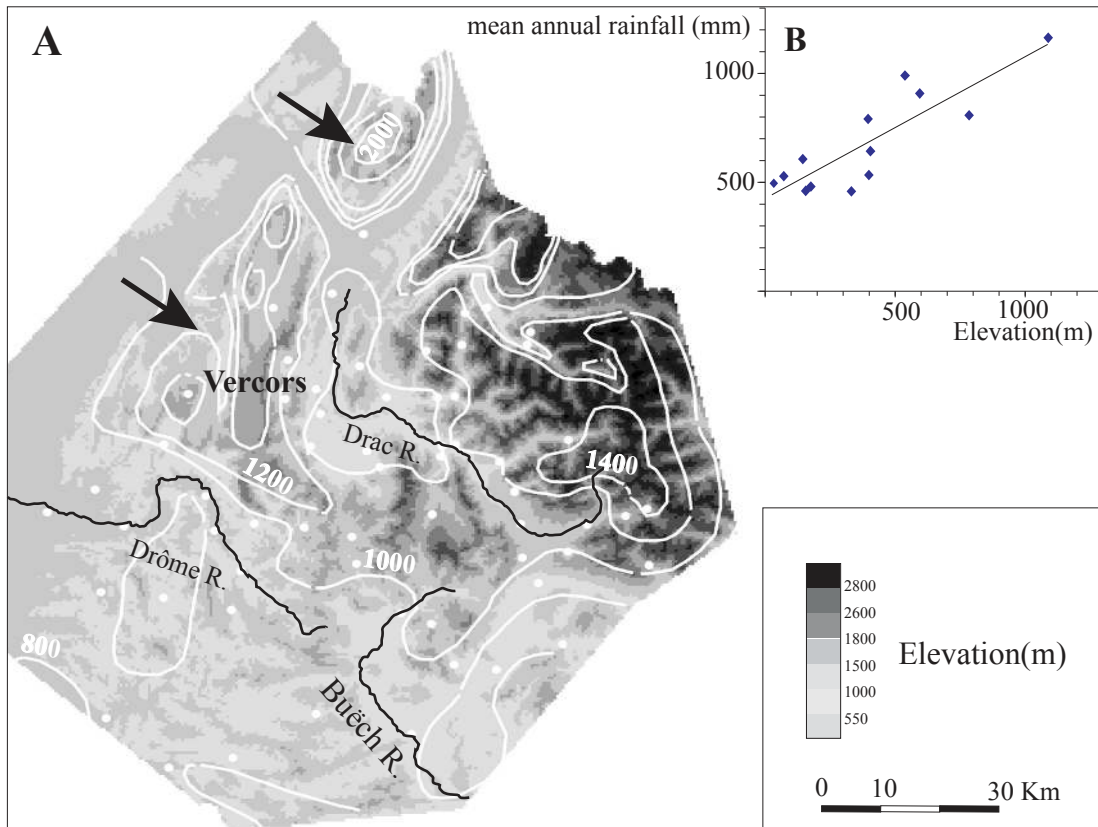 A
mean annual rainfall (mm)
B
1000
500
500
1000
Elevation(m)
2000
Vercors
Drac R.
1400
1200
1000
Drôme R.
800
Buëch R.
2800
2600
1800
1500
1000
550
Elevation(m)
0 10 30 Km